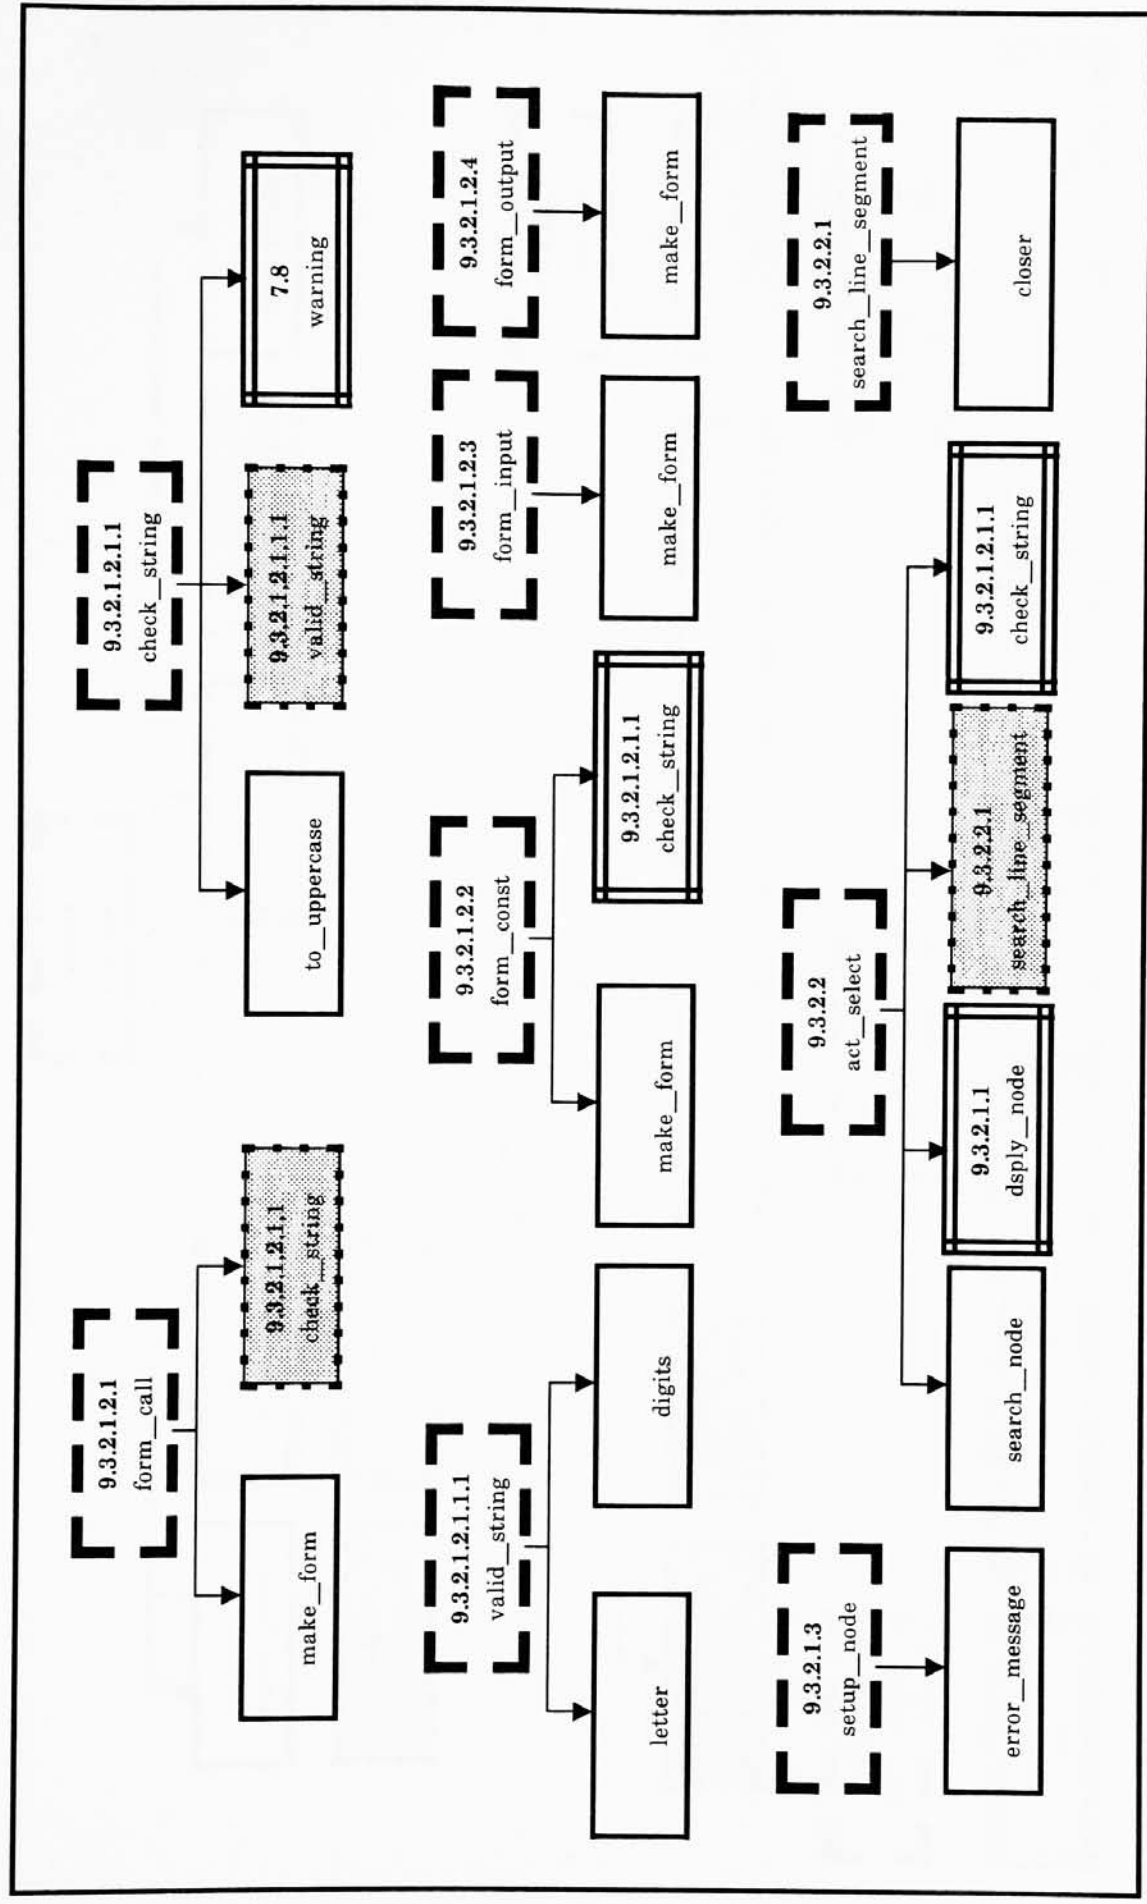 9.3.2.1.2.1
form__call
make__form
9.3.2.1.2.1.1
check__string
9.3.2.1.2.1.1
check__string
to__uppercase
9.3.2.1.2.1.1.1
valid__string
7.8
warning
9.3.2.1.2.1.1.1
valid__string
letter
digits
9.3.2.1.2.2
form__const
make__form
9.3.2.1.2.1.1
check__string
9.3.2.1.2.3
form__input
make__form
9.3.2.1.2.4
form__output
make__form
9.3.2.1.3
setup__node
error__message
9.3.2.2
act__select
search__node
9.3.2.1.1
dsply__node
9.3.2.2.1
search__line__segment
9.3.2.1.2.1.1
check__string
9.3.2.2.1
search__line__segment
closer